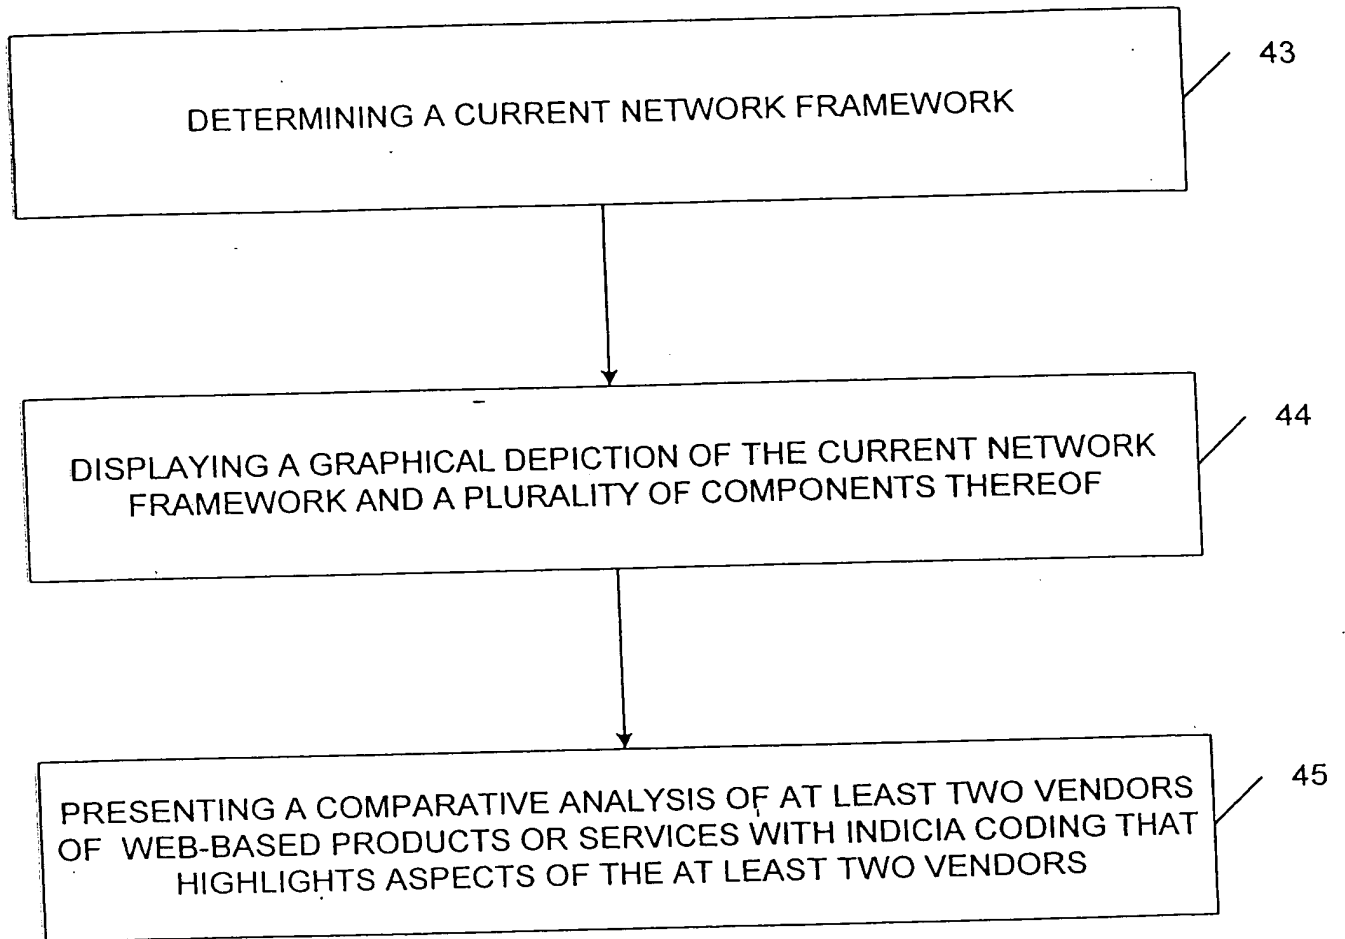 43
DETERMINING A CURRENT NETWORK FRAMEWORK
44
DISPLAYING A GRAPHICAL DEPICTION OF THE CURRENT NETWORK
FRAMEWORK AND A PLURALITY OF COMPONENTS THEREOF
45
PRESENTING A COMPARATIVE ANALYSIS OF AT LEAST TWO VENDORS
OF WEB-BASED PRODUCTS OR SERVICES WITH INDICIA CODING THAT
HIGHLIGHTS ASPECTS OF THE AT LEAST TWO VENDORS